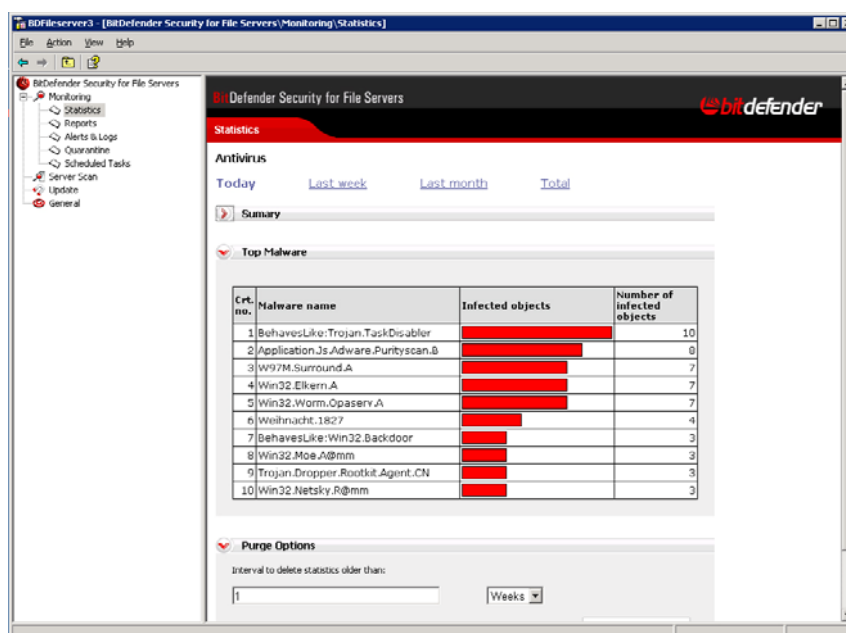 BDFileserver3 - [BitDefender Security for File Servers\Monitoring\Statistics]
File Action View Help
BitDefender Security for File Servers
Monitoring
Statistics
Reports
Alerts & Logs
Quarantine
Scheduled Tasks
Server Scan
Update
General
BitDefender Security for File Servers
bitdefender
Statistics
Antivirus
Today Last week Last month Total
Sumary
Top Malware
Crt. no. Malware name Infected objects Number of infected objects
1 BehavesLike:Trojan.TaskDisabler 10
2 Application.Js.Adware.Purityscan.B 8
3 W97M.Surround.A 7
4 Win32.Elkern.A 7
5 Win32.Worm.Opaserv.A 7
6 Weihnacht.1827 4
7 BehavesLike:Win32.Backdoor 3
8 Win32.Moe.A@mm 3
9 Trojan.Dropper.Rootkit.Agent.CN 3
10 Win32.Netsky.R@mm 3
Purge Options
Interval to delete statistics older than:
1 Weeks